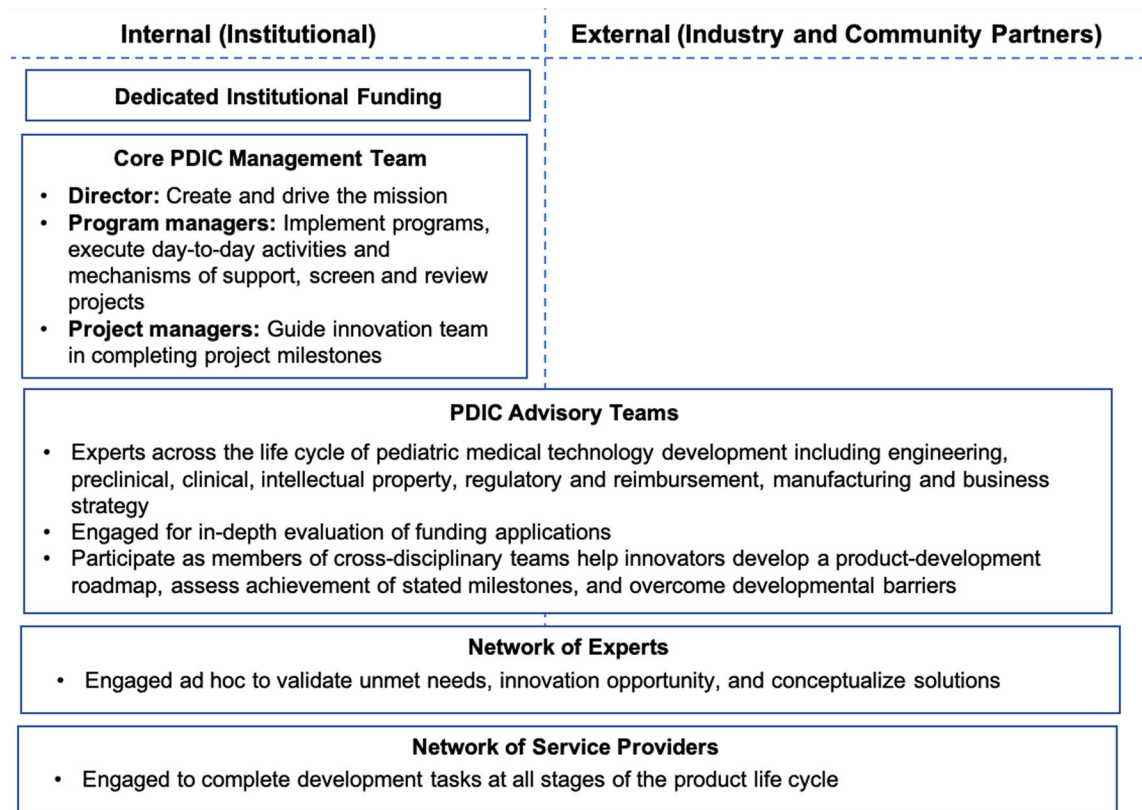 Internal (Institutional)
External (Industry and Community Partners)
Dedicated Institutional Funding
Core PDIC Management Team
• Director: Create and drive the mission
• Program managers: Implement programs,
execute day-to-day activities and
mechanisms of support, screen and review
projects
• Project managers: Guide innovation team
in completing project milestones
PDIC Advisory Teams
• Experts across the life cycle of pediatric medical technology development including engineering,
preclinical, clinical, intellectual property, regulatory and reimbursement, manufacturing and business
strategy
• Engaged for in-depth evaluation of funding applications
• Participate as members of cross-disciplinary teams help innovators develop a product-development
roadmap, assess achievement of stated milestones, and overcome developmental barriers
Network of Experts
• Engaged ad hoc to validate unmet needs, innovation opportunity, and conceptualize solutions
Network of Service Providers
• Engaged to complete development tasks at all stages of the product life cycle